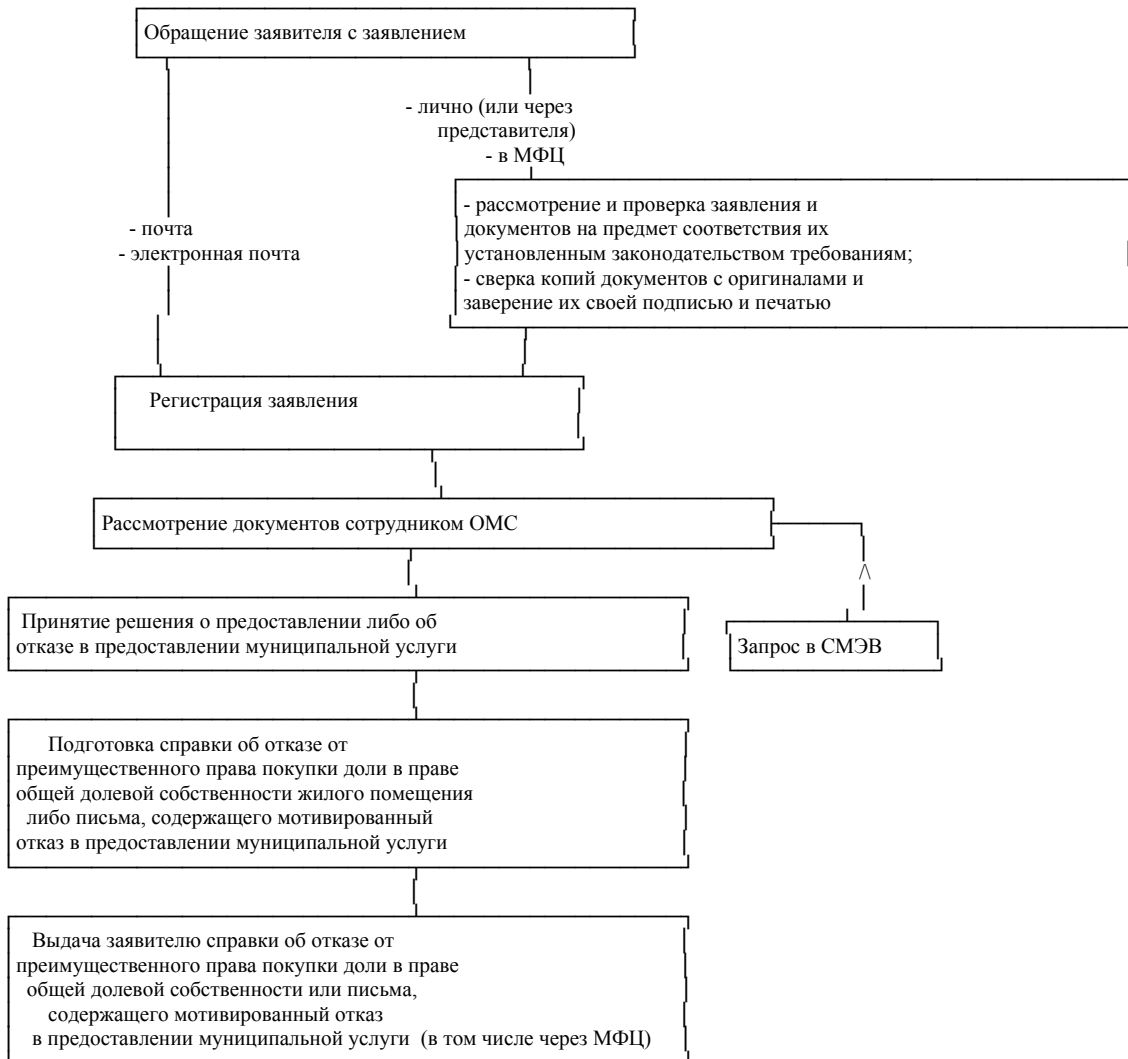 Обращение заявителя с заявлением
- лично (или через
представителя)
- в МФЦ
- почта
- электронная почта
- рассмотрение и проверка заявления и
документов на предмет соответствия их
установленным законодательством требованиям;
- сверка копий документов с оригиналами и
заверение их своей подписью и печатью
Регистрация заявления
Рассмотрение документов сотрудником ОМС
Принятие решения о предоставлении либо об
отказе в предоставлении муниципальной услуги
Запрос в СМЭВ
Подготовка справки об отказе от
преимущественного права покупки доли в праве
общей долевой собственности жилого помещения
либо письма, содержащего мотивированный
отказ в предоставлении муниципальной услуги
Выдача заявителю справки об отказе от
преимущественного права покупки доли в праве
общей долевой собственности или письма,
содержащего мотивированный отказ
в предоставлении муниципальной услуги (в том числе через МФЦ)